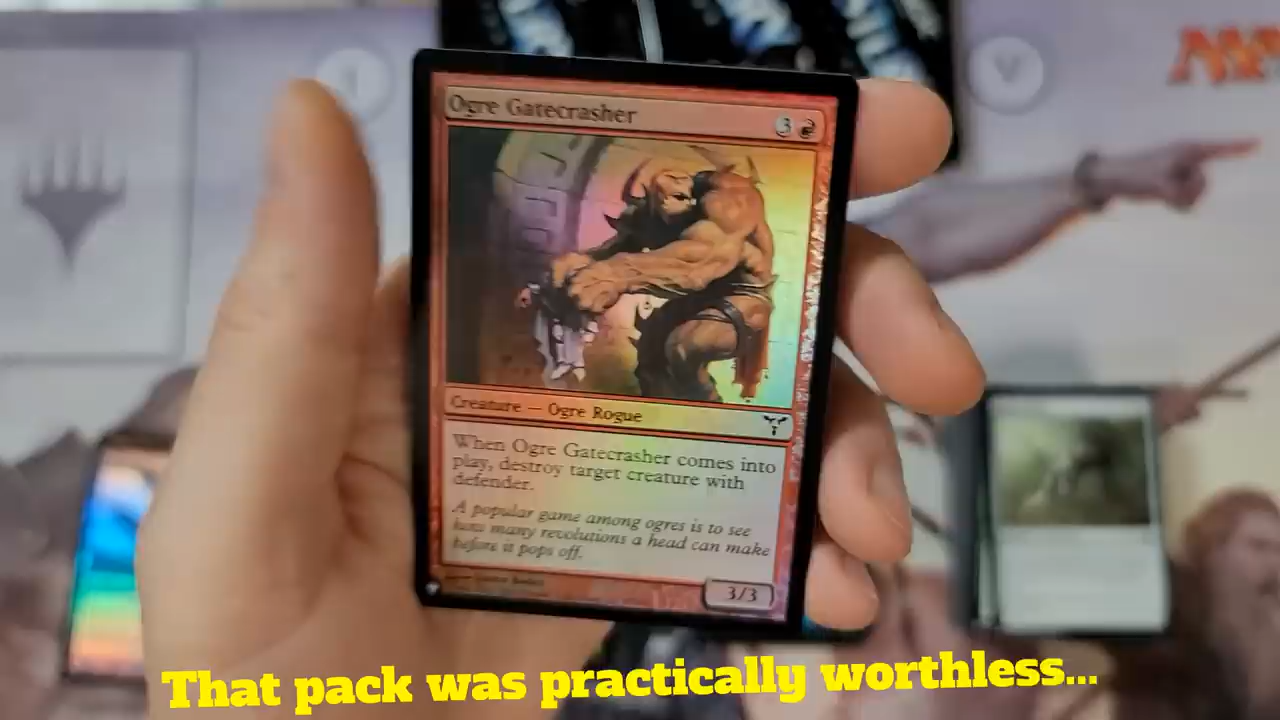 Ogre Gatecrasher
3
Creature — Ogre Rogue
When Ogre Gatecrasher comes into
play, destroy target creature with
defender.
A popular game among ogres is to see
how many revolutions a head can make
before it pops off.
3/3
V
That pack was practically worthless...